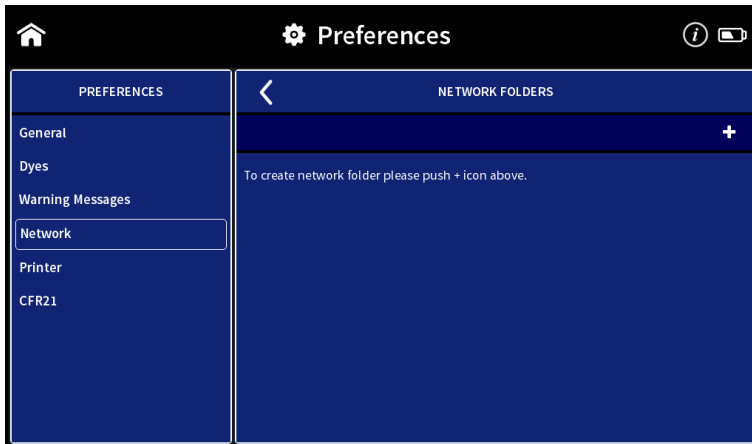 Preferences
PREFERENCES
General
Dyes
Warning Messages
Network
Printer
CFR21
NETWORK FOLDERS
+
To create network folder please push + icon above.